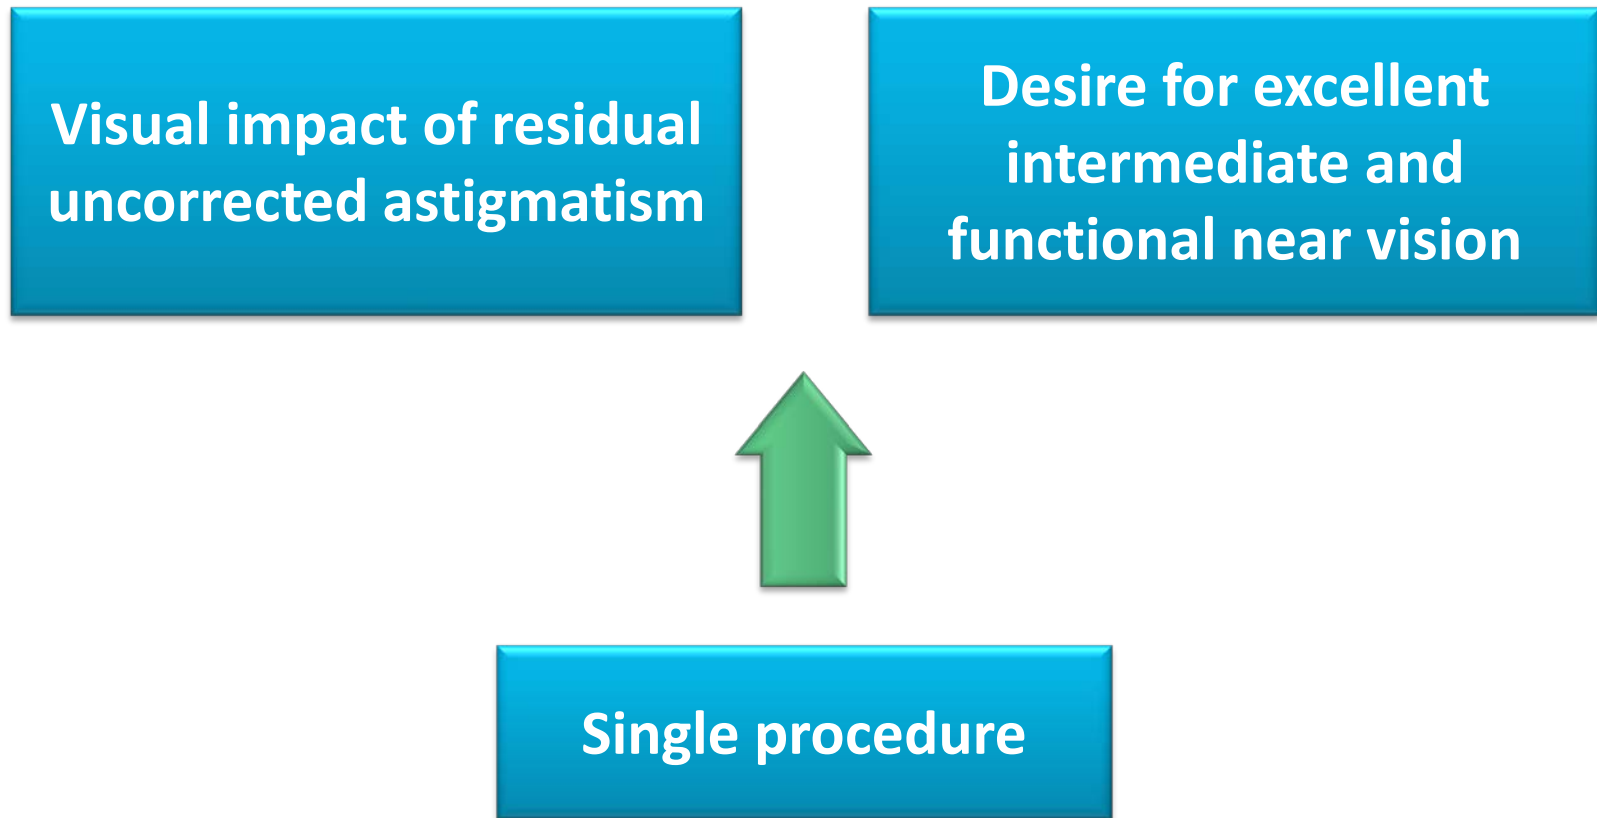 Visual impact of residual
uncorrected astigmatism
Desire for excellent
intermediate and
functional near vision
Single procedure